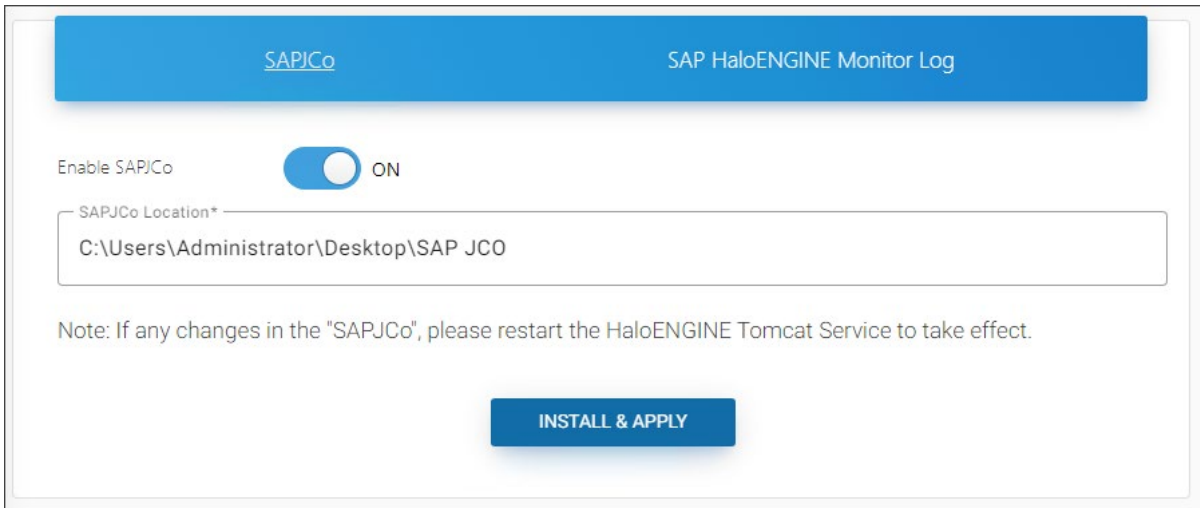 SAPJCo SAP HaloENGINE Monitor Log
Enable SAPJCo ON
SAPJCo Location*
C:\Users\Administrator\Desktop\SAP JCO
Note: If any changes in the "SAPJCo", please restart the HaloENGINE Tomcat Service to take effect.
INSTALL & APPLY